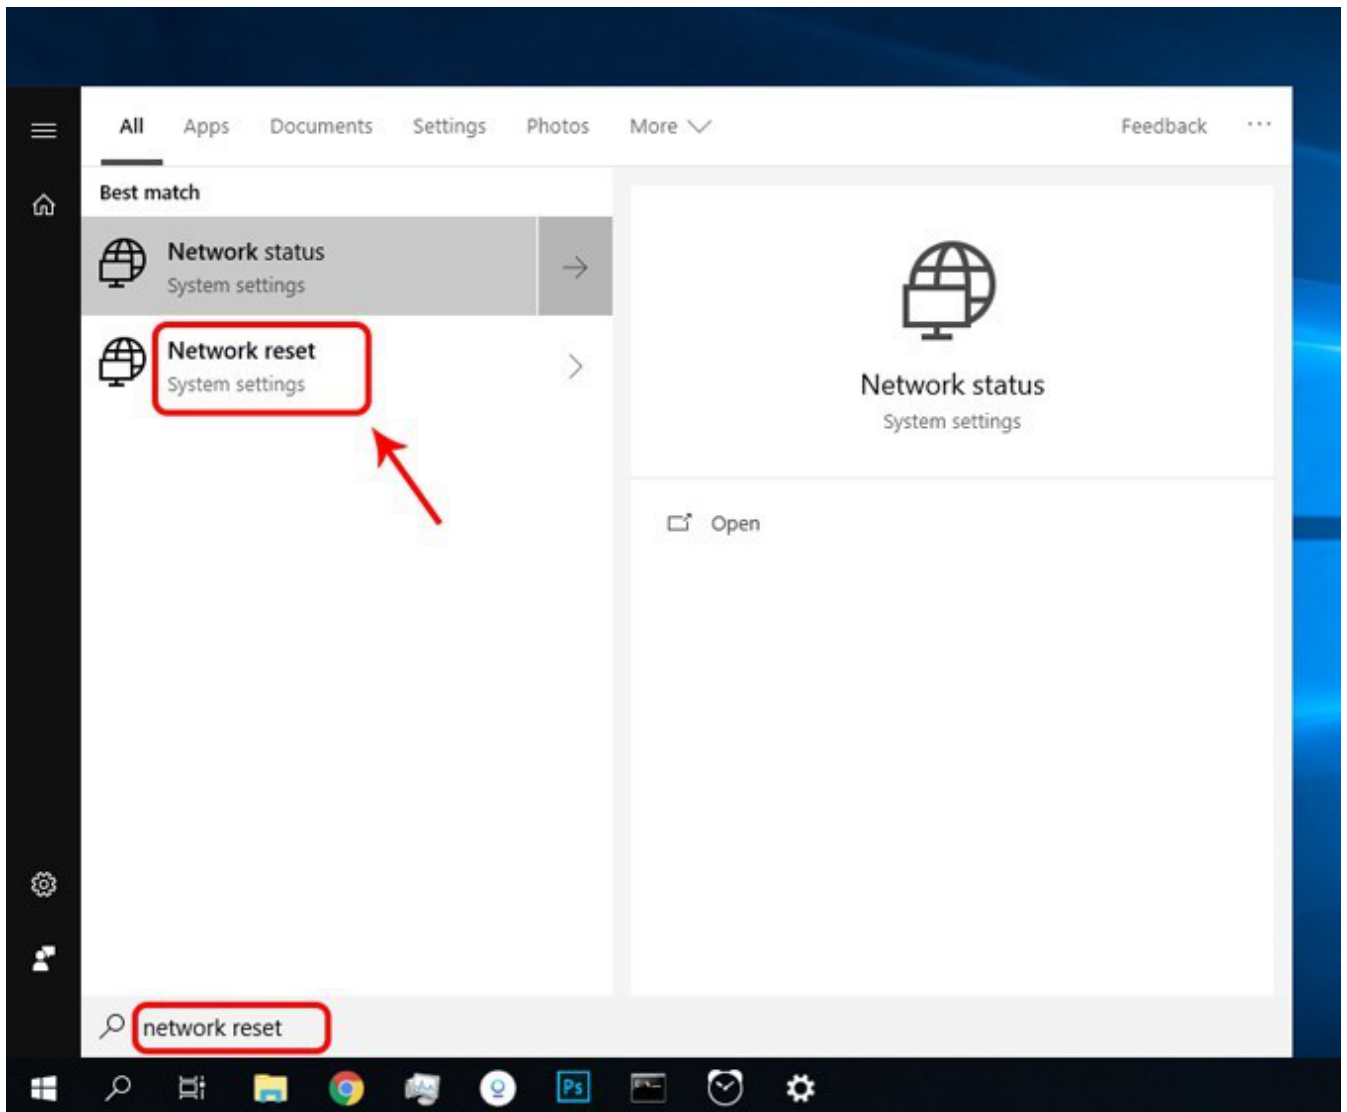 All Apps Documents Settings Photos More Feedback ...
Best match
Network status
System settings
Network reset
System settings
Network status
System settings
Open
network reset
Ps